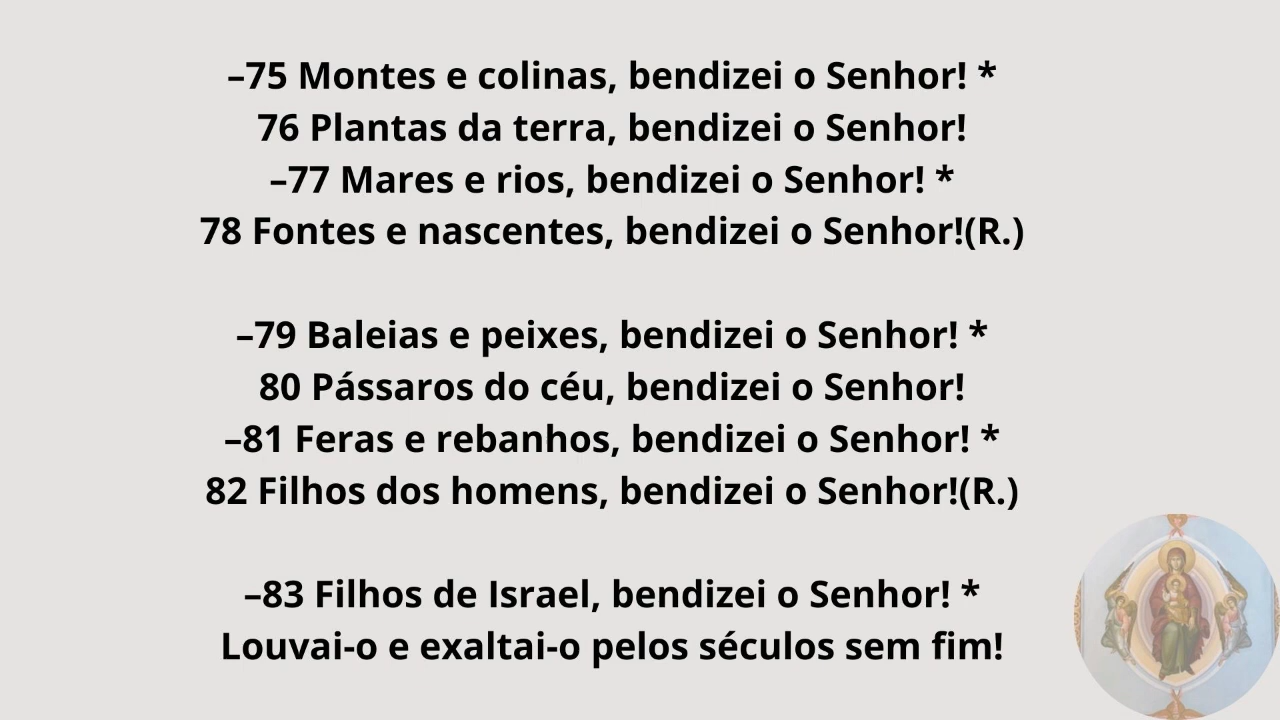 –75 Montes e colinas, bendizei o Senhor! *
76 Plantas da terra, bendizei o Senhor!
–77 Mares e rios, bendizei o Senhor! *
78 Fontes e nascentes, bendizei o Senhor!(R.)
–79 Baleias e peixes, bendizei o Senhor! *
80 Pássaros do céu, bendizei o Senhor!
–81 Feras e rebanhos, bendizei o Senhor! *
82 Filhos dos homens, bendizei o Senhor!(R.)
–83 Filhos de Israel, bendizei o Senhor! *
Louvai-o e exaltai-o pelos séculos sem fim!